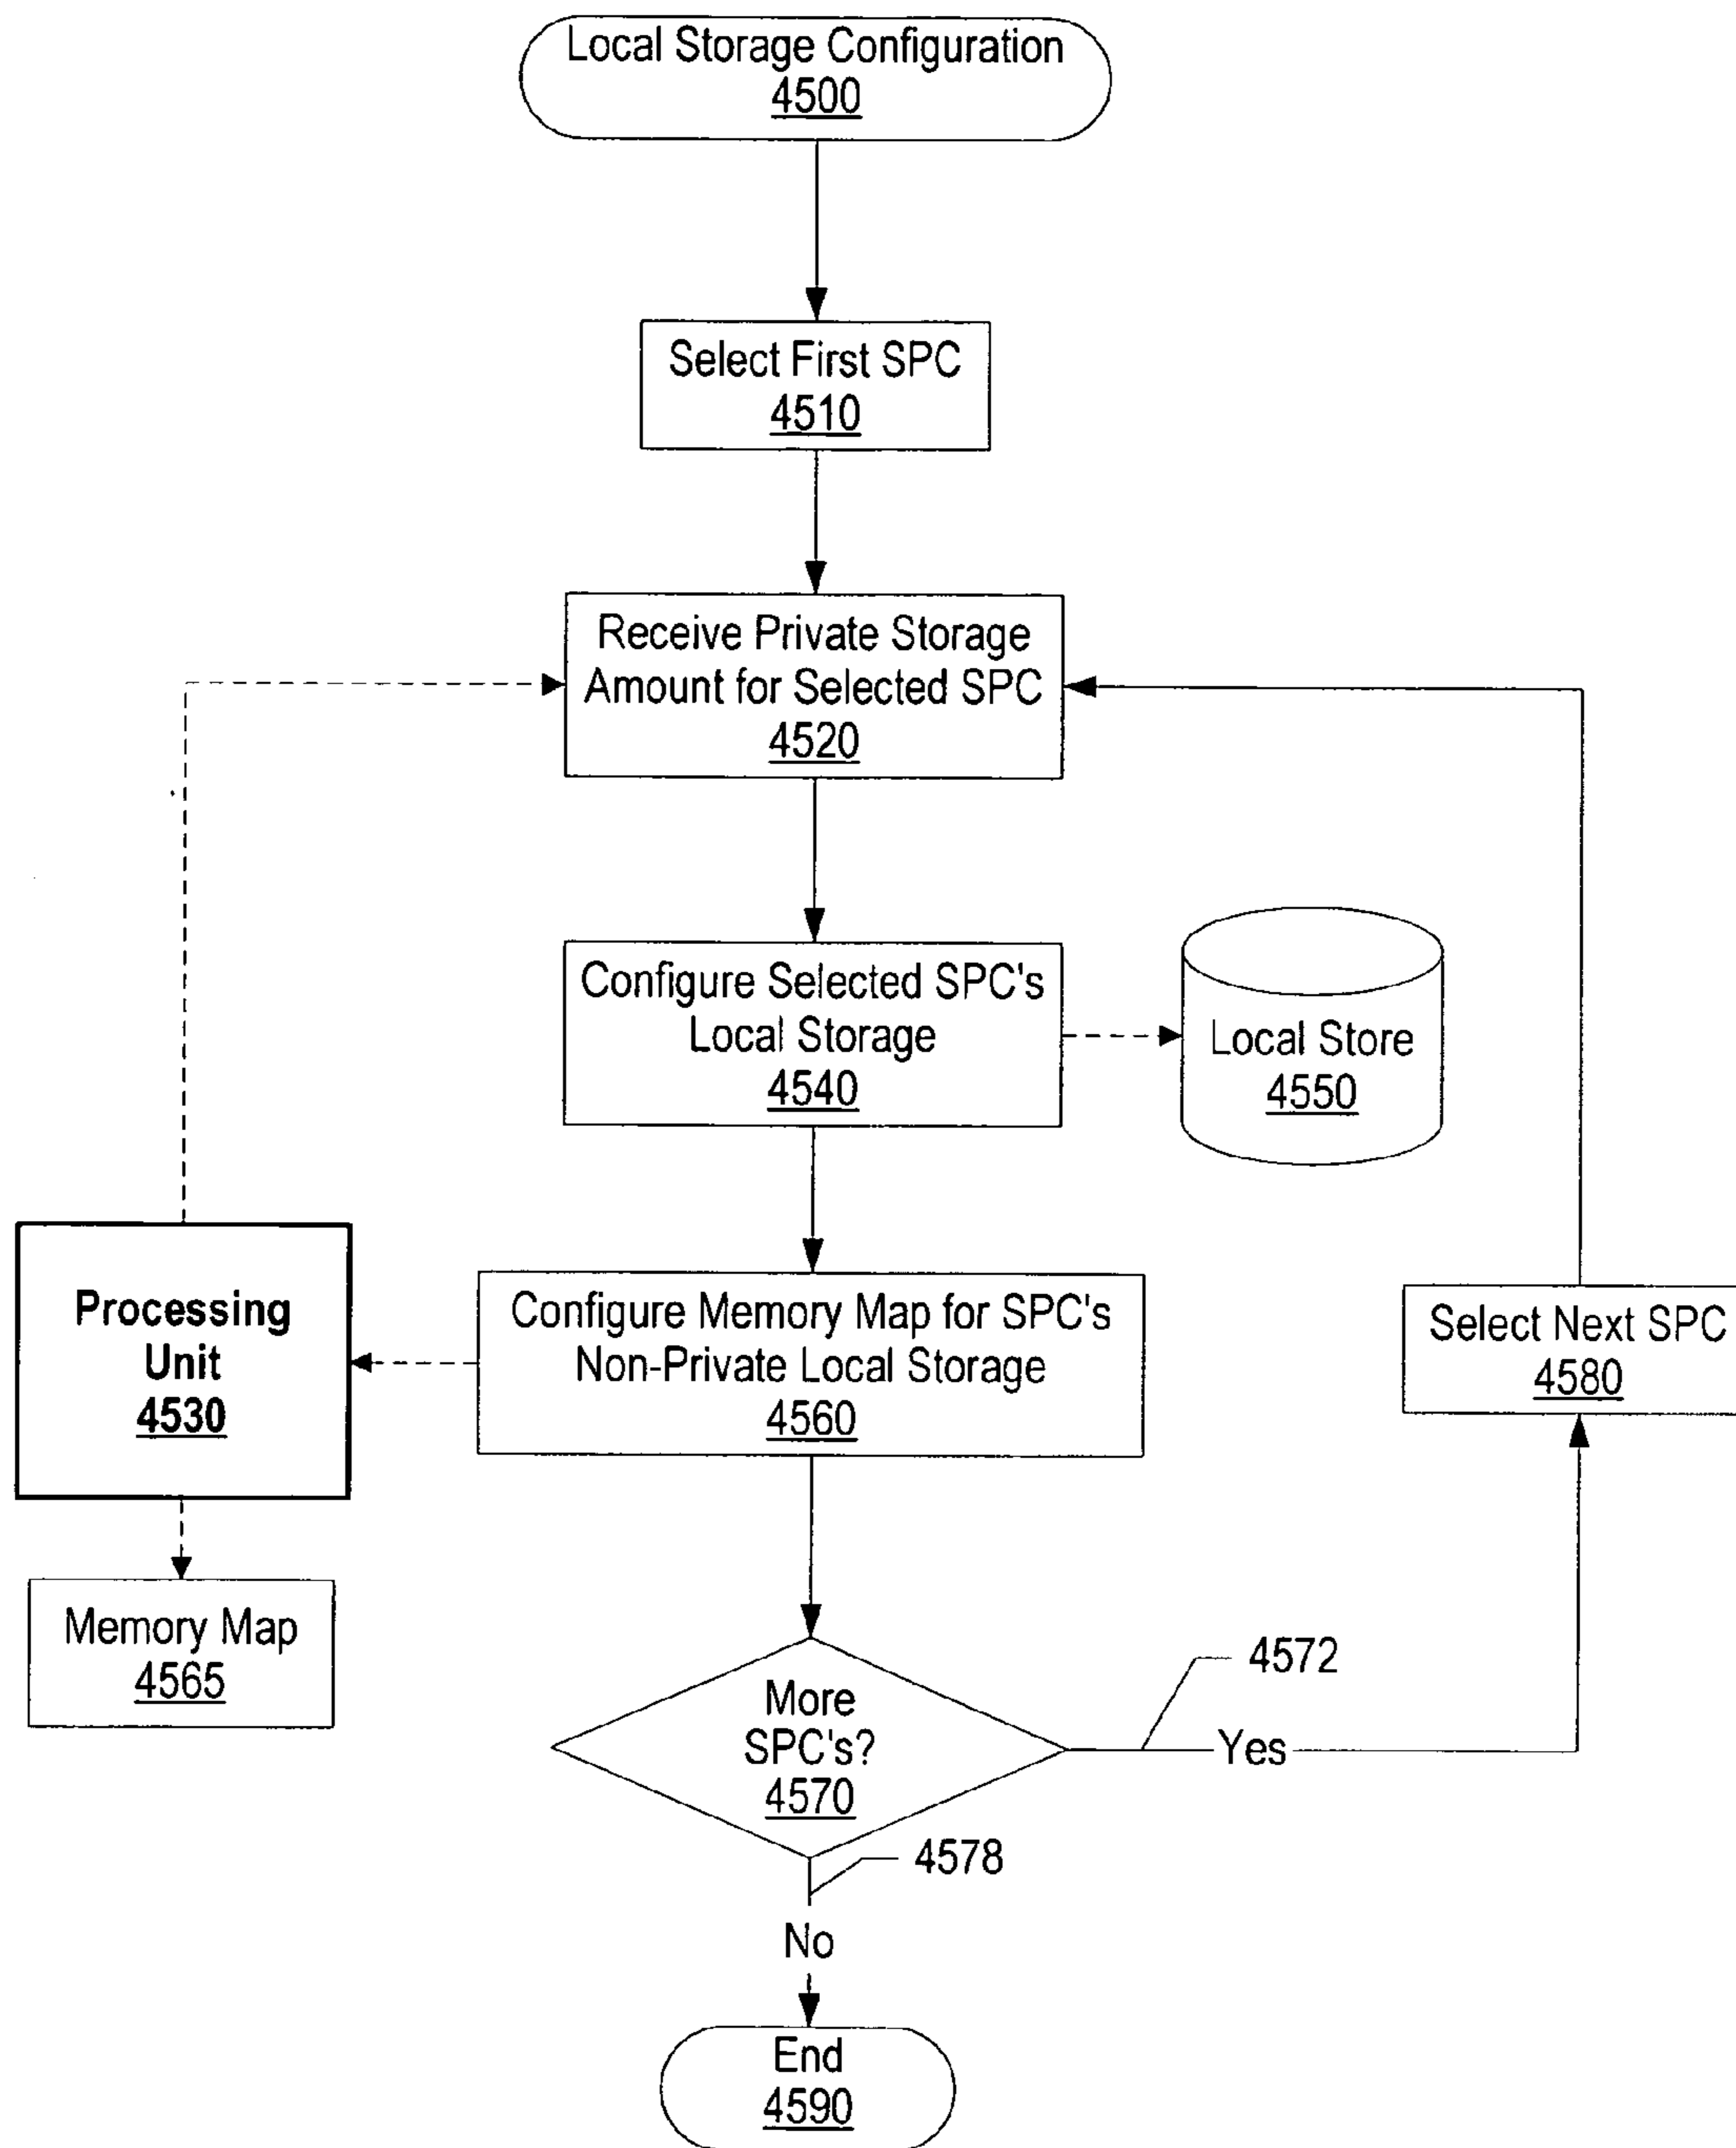 Local Storage Configuration
4500
Select First SPC
4510
Receive Private Storage
Amount for Selected SPC
4520
Configure Selected SPC's
Local Storage
4540
Local Store
4550
Processing
Unit
4530
Configure Memory Map for SPC's
Non-Private Local Storage
4560
Select Next SPC
4580
Memory Map
4565
More
SPC's?
4570
4572
Yes
4578
No
End
4590